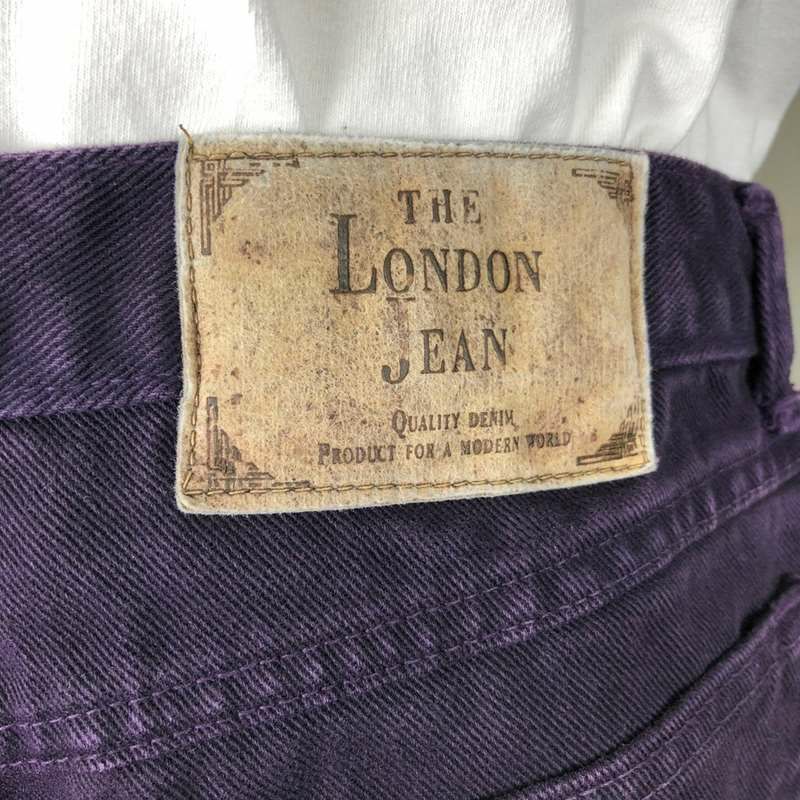 THE
LONDON
JEAN
QUALITY DENIM
PRODUCT FOR A MODERN WORLD